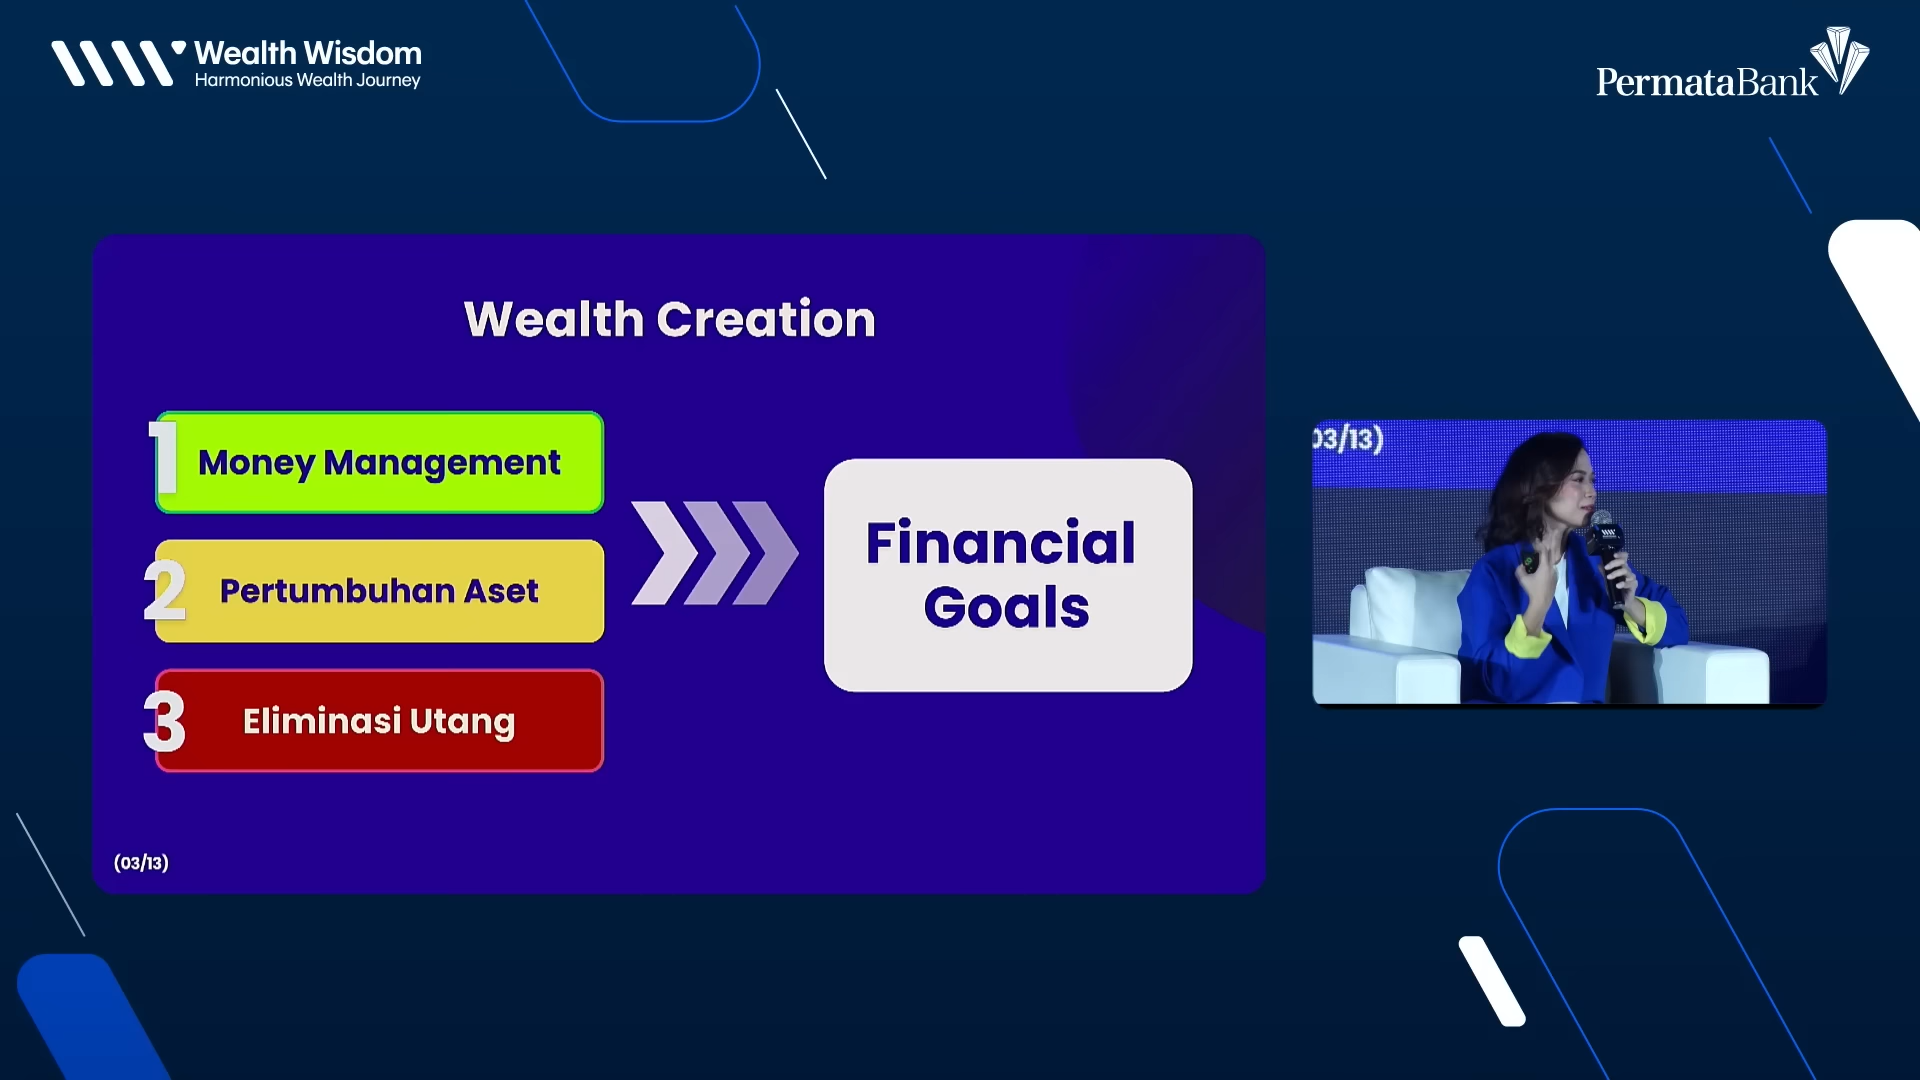 Wealth Wisdom
Harmonious Wealth Journey
PermataBank
Wealth Creation
1 Money Management
2 Pertumbuhan Aset
3 Eliminasi Utang
Financial
Goals
(03/13)
03/13)